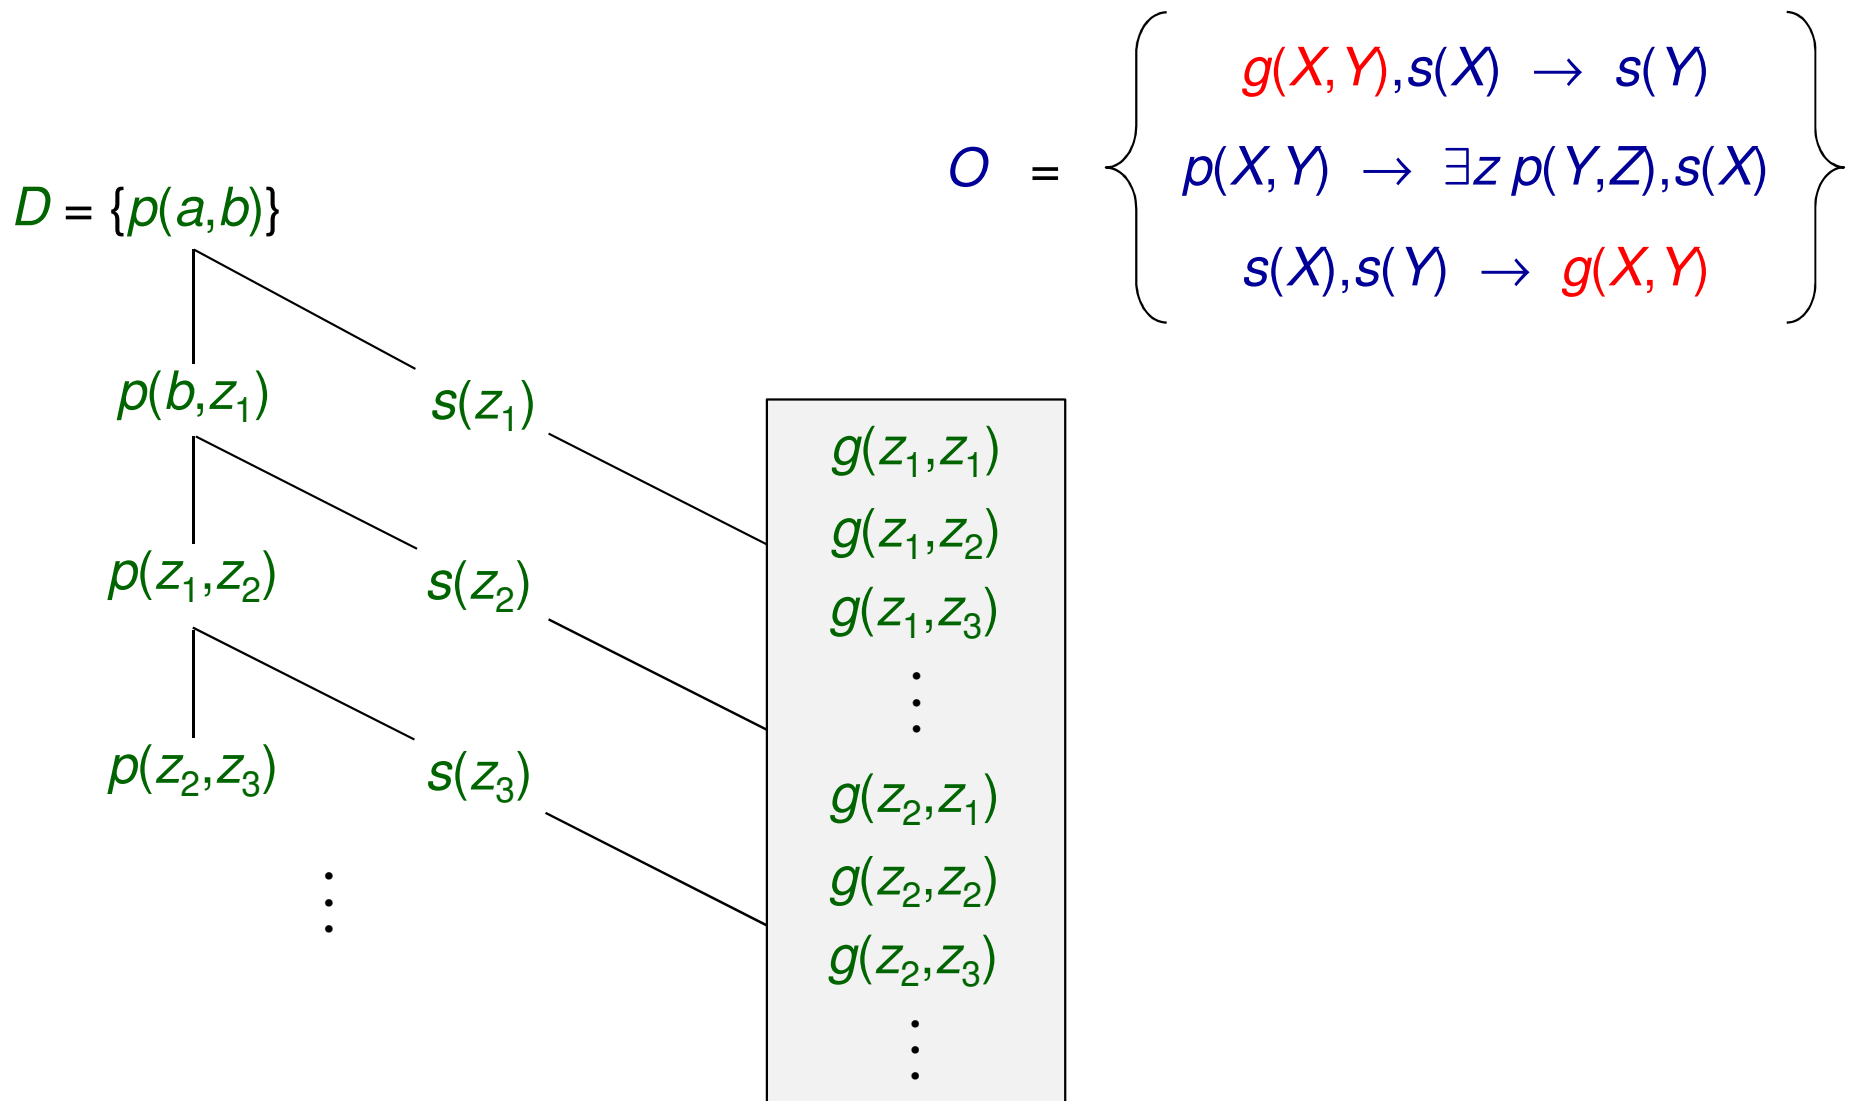 g(X,Y),s(X) → s(Y)
O = { p(X,Y) → ∃z p(Y,Z),s(X) }
s(X),s(Y) → g(X,Y)
D = {p(a,b)}
p(b,z₁) s(z₁)
g(z₁,z₁)
g(z₁,z₂)
p(z₁,z₂) s(z₂)
g(z₁,z₃)
⋮
p(z₂,z₃) s(z₃)
g(z₂,z₁)
g(z₂,z₂)
⋮
g(z₂,z₃)
⋮